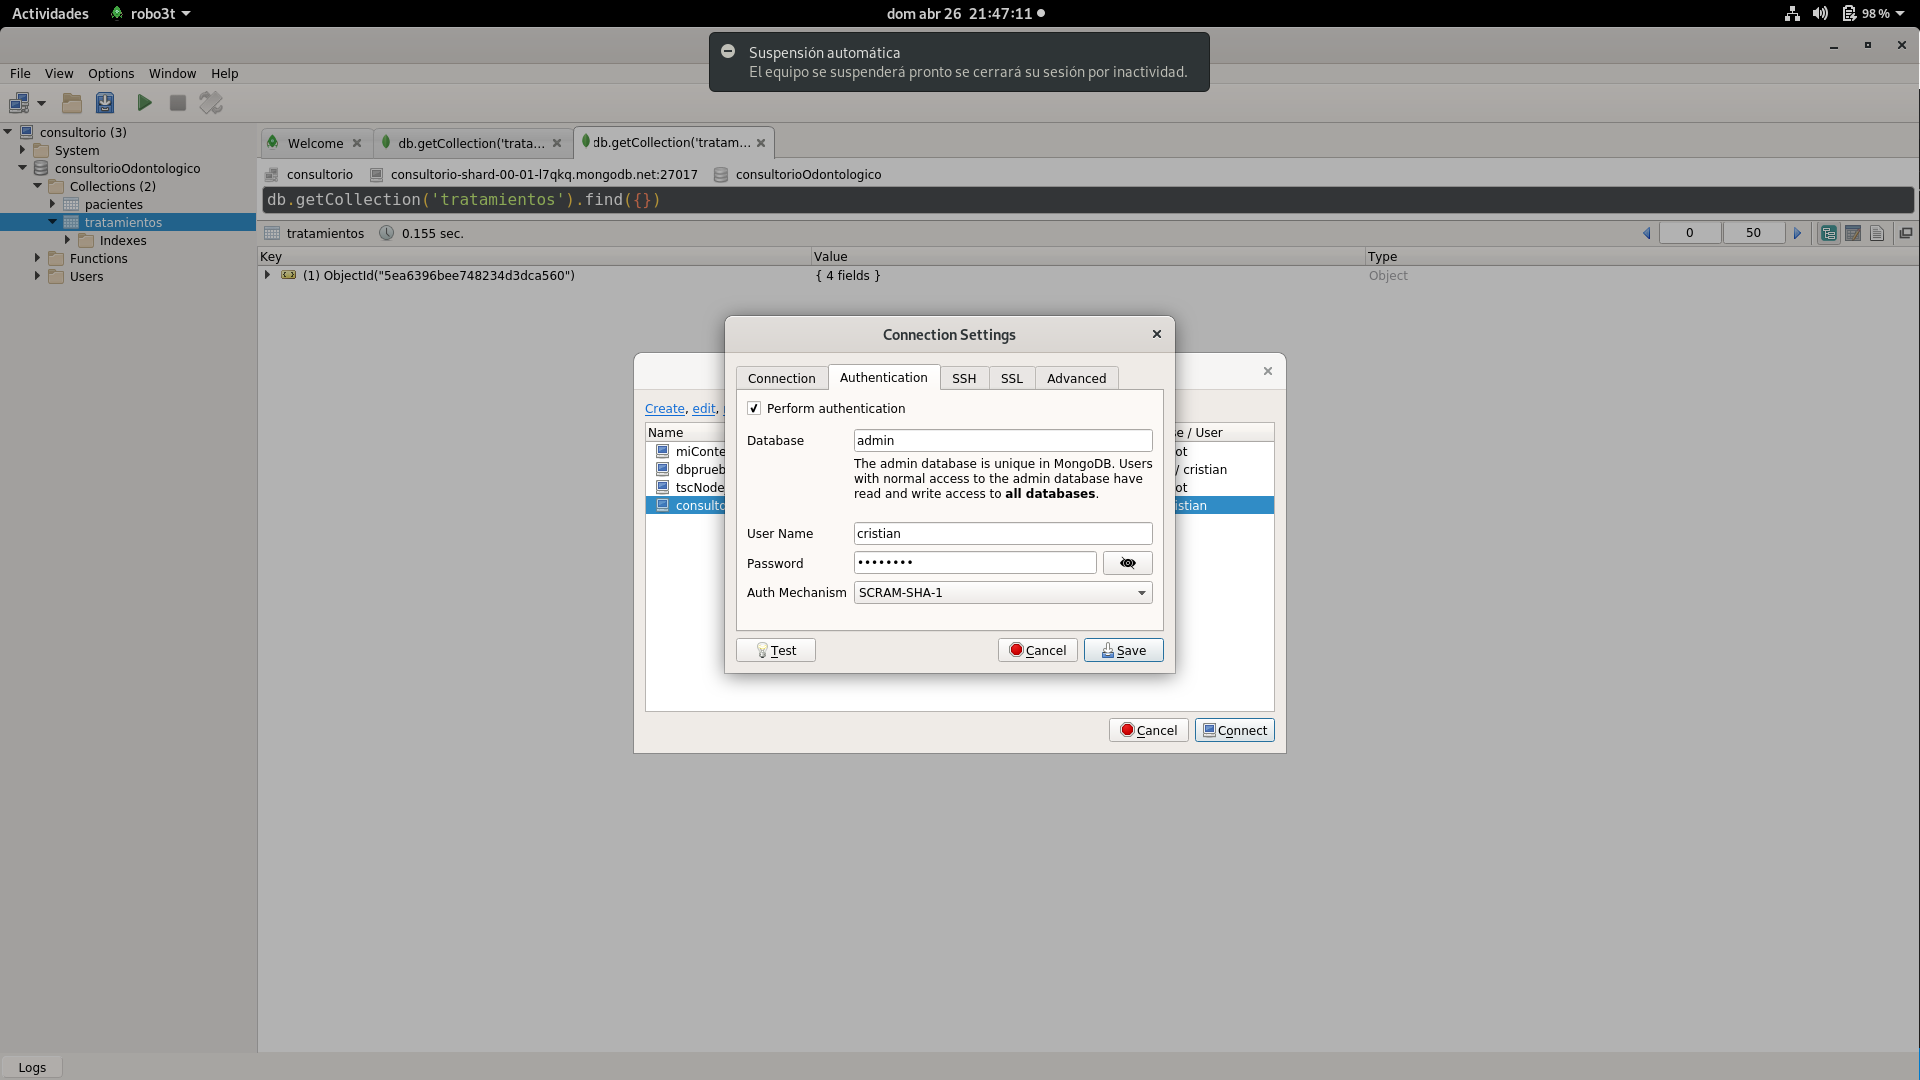 Actividades
robo3t
dom abr 26 21:47:11
98 %
Suspensión automática
El equipo se suspenderá pronto se cerrará su sesión por inactividad.
File View Options Window Help
consultorio (3)
System
consultorioOdontologico
Collections (2)
pacientes
tratamientos
Indexes
Functions
Users
Welcome
db.getCollection('trata...
db.getCollection('tratam...
consultorio
consultorio-shard-00-01-l7qkq.mongodb.net:27017
consultorioOdontologico
db.getCollection('tratamientos').find({})
tratamientos
0.155 sec.
0
50
Key Value Type
(1) ObjectId("5ea6396bee748234d3dca560") { 4 fields } Object
Connection Settings
Connection Authentication SSH SSL Advanced
Perform authentication
Database admin
The admin database is unique in MongoDB. Users
with normal access to the admin database have
read and write access to all databases.
User Name cristian
Password ••••••••
Auth Mechanism SCRAM-SHA-1
Test Cancel Save
Create, edit,
Name
/ User
miConte
dbprueb
/ cristian
tscNode
consulto
Cancel Connect
Logs